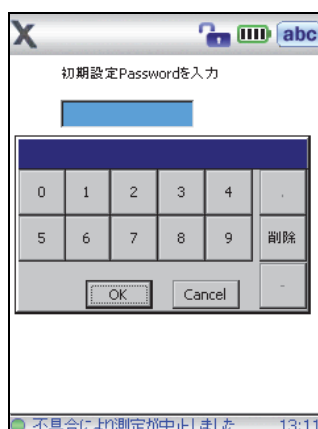 X abc
初期設定Passwordを入力
0 1 2 3 4 .
5 6 7 8 9 削除
OK Cancel -
不具合により測定が中止しました 13:11